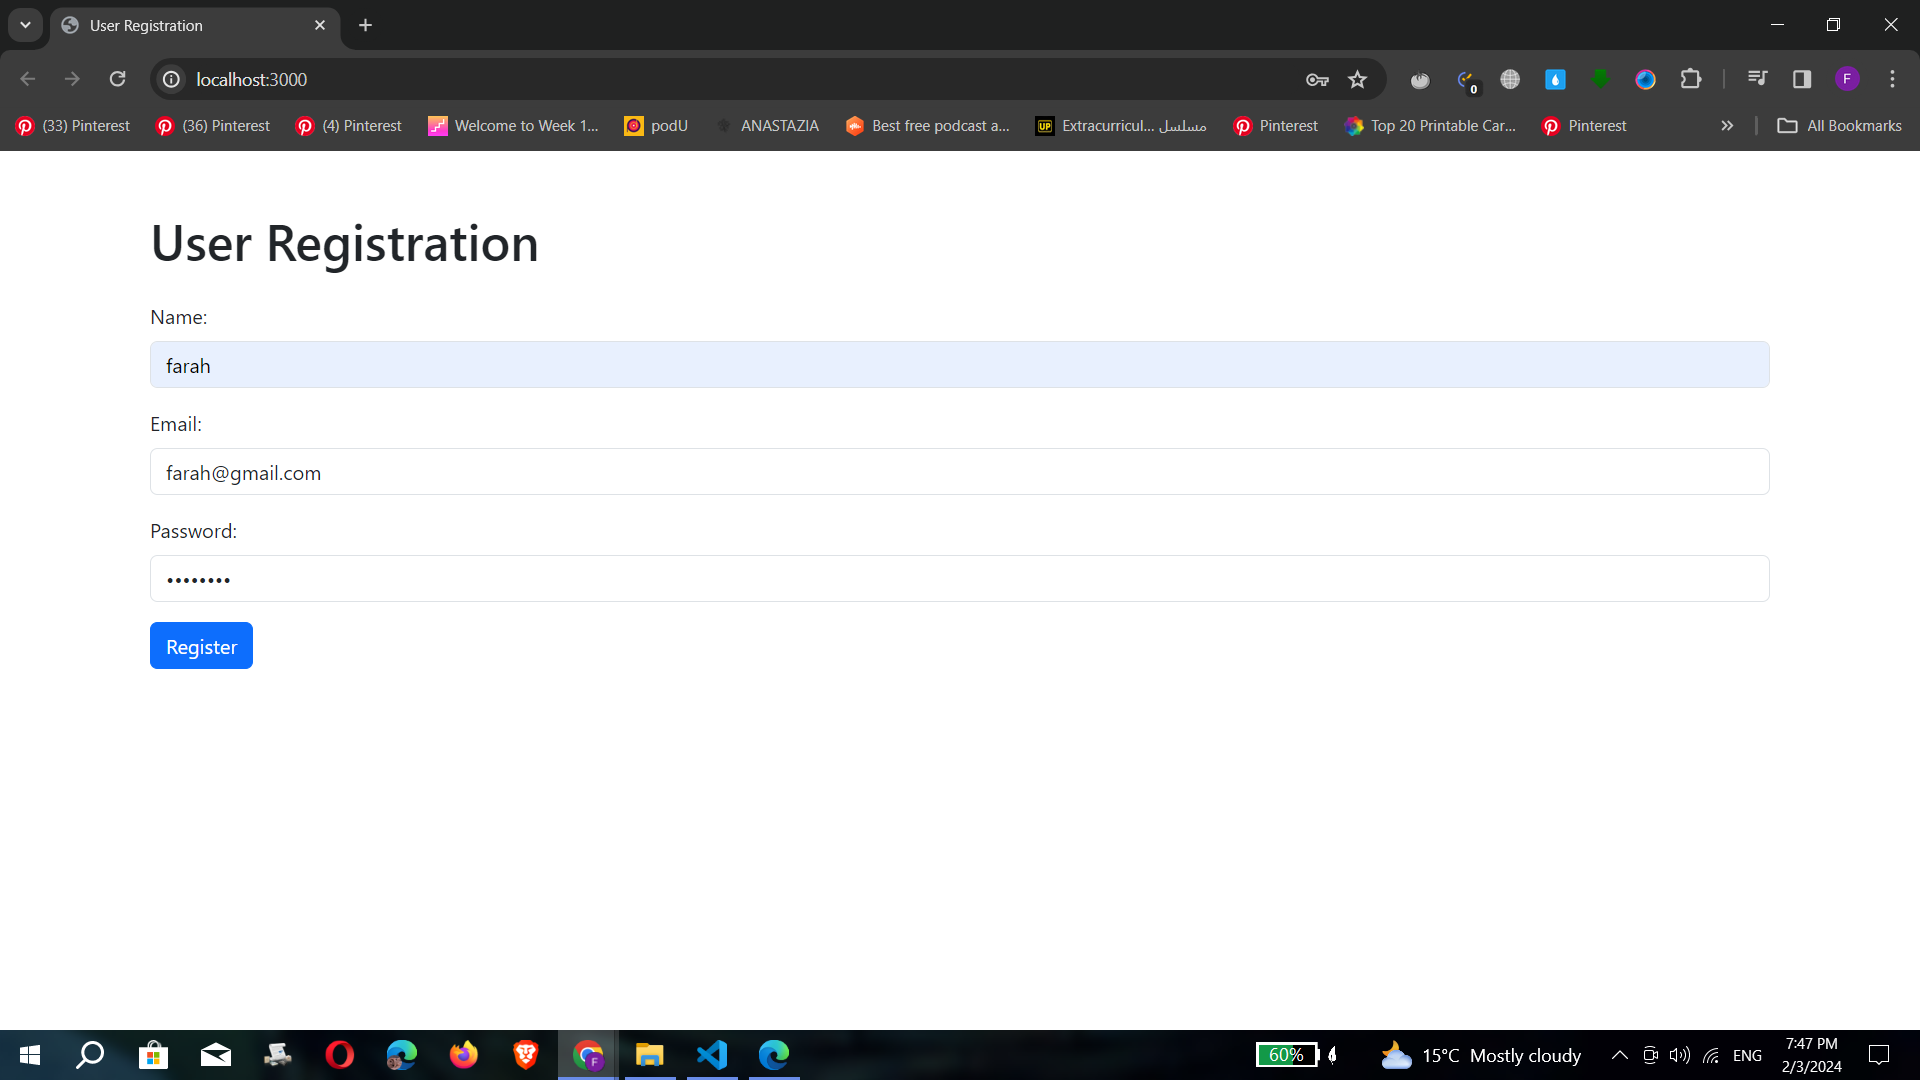 User Registration
localhost:3000
0
F
(33) Pinterest
(36) Pinterest
(4) Pinterest
Welcome to Week 1...
podU
ANASTAZIA
Best free podcast a...
UP
Extracurricul... مسلسل
Pinterest
Top 20 Printable Car...
Pinterest
All Bookmarks
User Registration
Name:
farah
Email:
farah@gmail.com
Password:
Register
F
60%
15°C Mostly cloudy
ENG
7:47 PM
2/3/2024